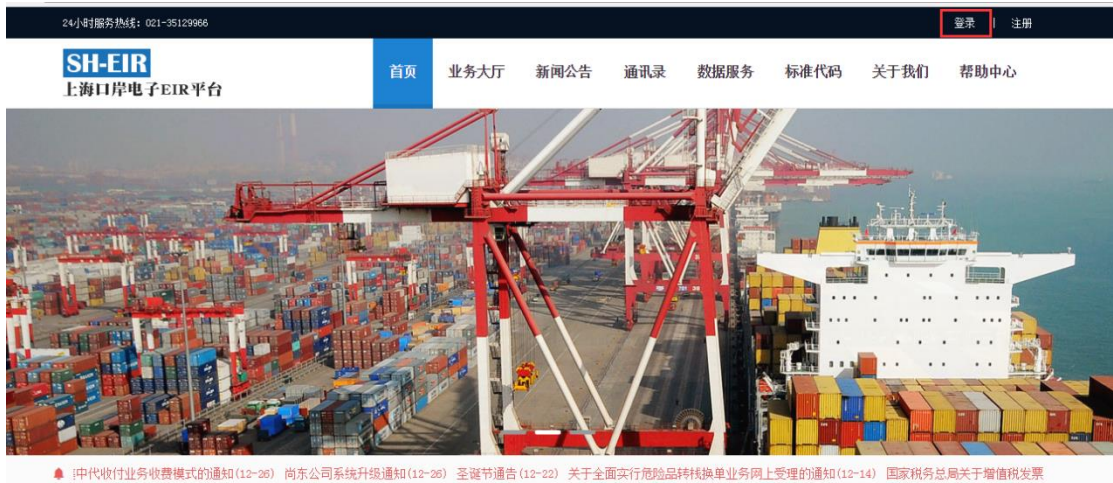 24小时服务热线: 021-35129966 登录 | 注册
SH-EIR
上海口岸电子EIR平台
首页 业务大厅 新闻公告 通讯录 数据服务 标准代码 关于我们 帮助中心
中代收付业务收费模式的通知(12-26) 尚东公司系统升级通知(12-26) 圣诞节通告(12-22) 关于全面实行危险品转栈换单业务网上受理的通知(12-14) 国家税务总局关于增值税发票